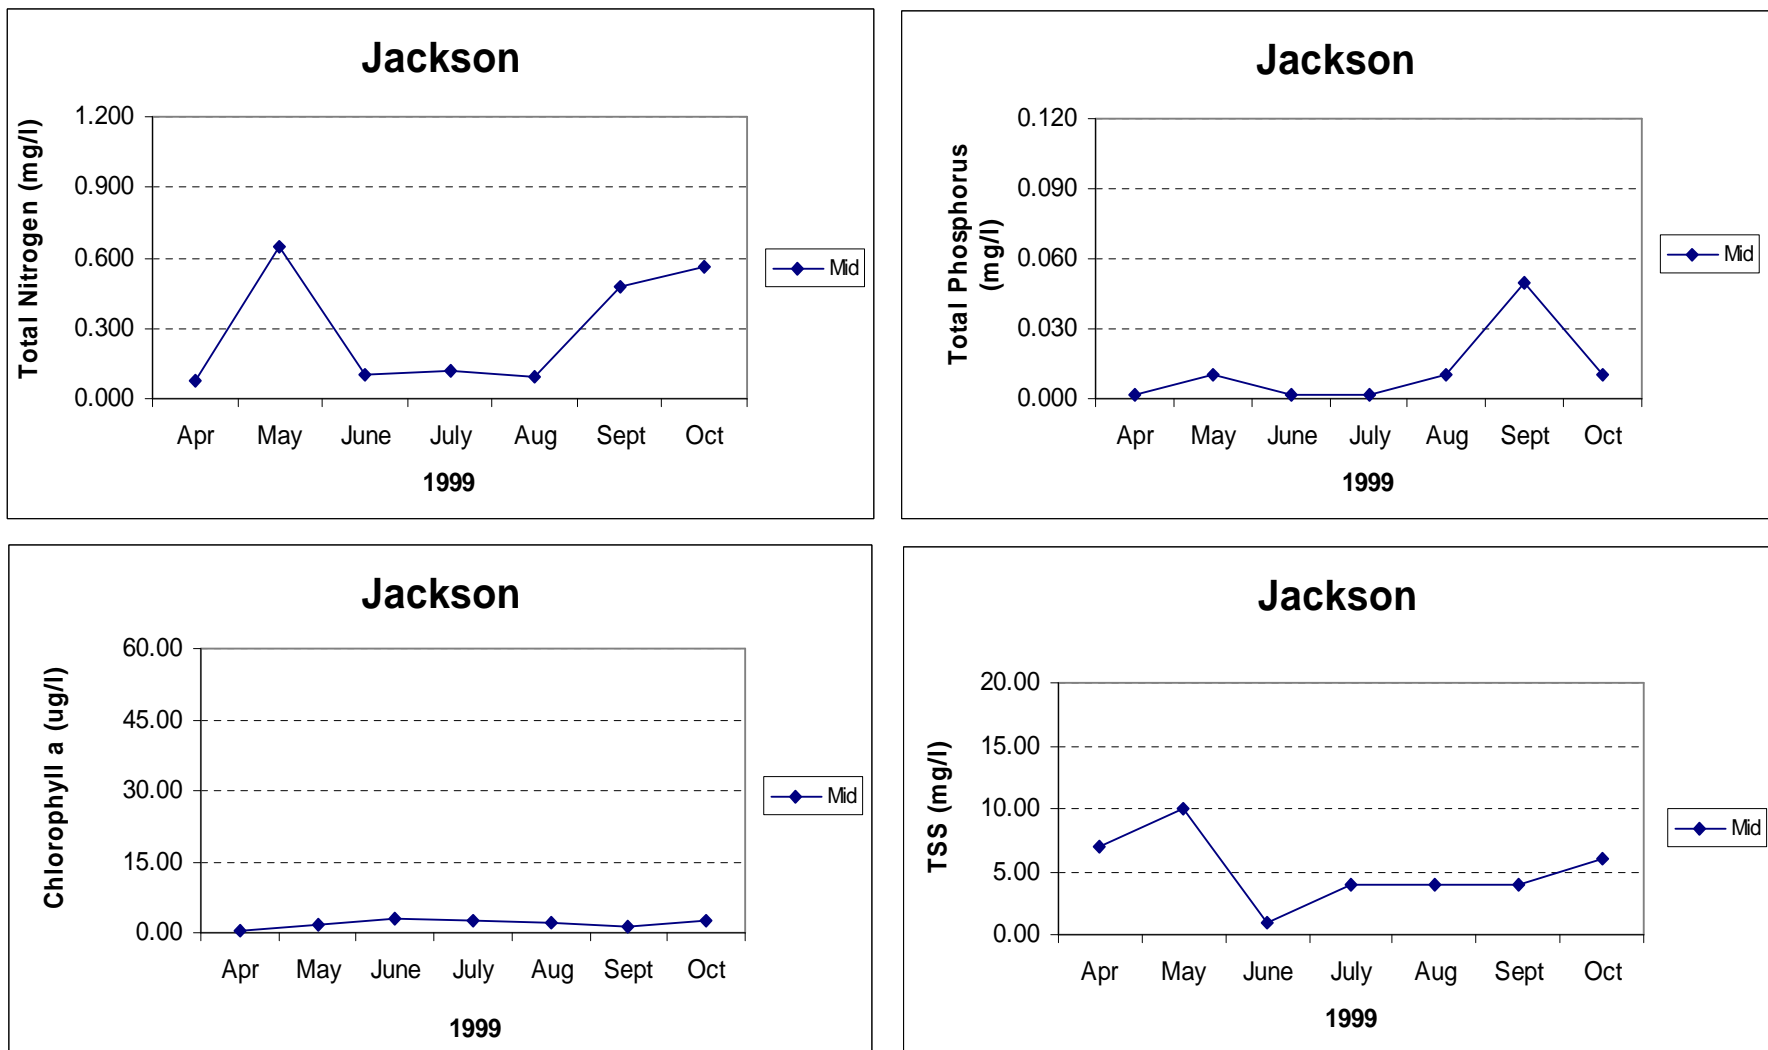 Jackson
Total Nitrogen (mg/l)
1.200
0.900
0.600
0.300
0.000
Apr May June July Aug Sept Oct
1999
Mid
Jackson
Total Phosphorus
(mg/l)
0.120
0.090
0.060
0.030
0.000
Apr May June July Aug Sept Oct
1999
Mid
Jackson
Chlorophyll a (ug/l)
60.00
45.00
30.00
15.00
0.00
Apr May June July Aug Sept Oct
1999
Mid
Jackson
TSS (mg/l)
20.00
15.00
10.00
5.00
0.00
Apr May June July Aug Sept Oct
1999
Mid